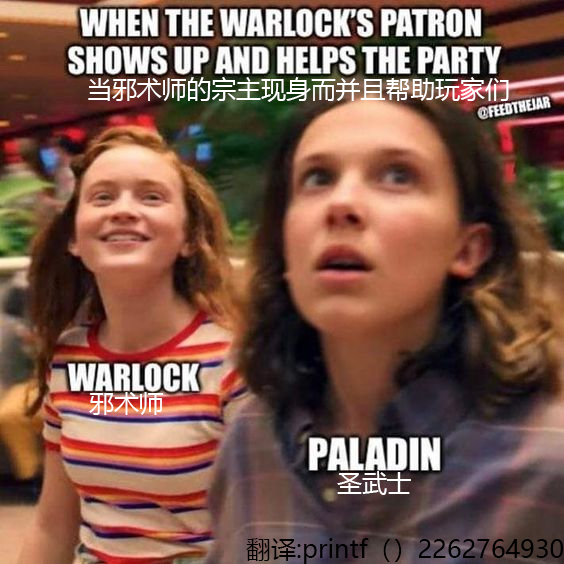 WHEN THE WARLOCK'S PATRON
SHOWS UP AND HELPS THE PARTY
当邪术师的宗主现身而并且帮助玩家们
@FEEDTHEJAR
WARLOCK
邪术师
PALADIN
圣武士
翻译:printf（）2262764930